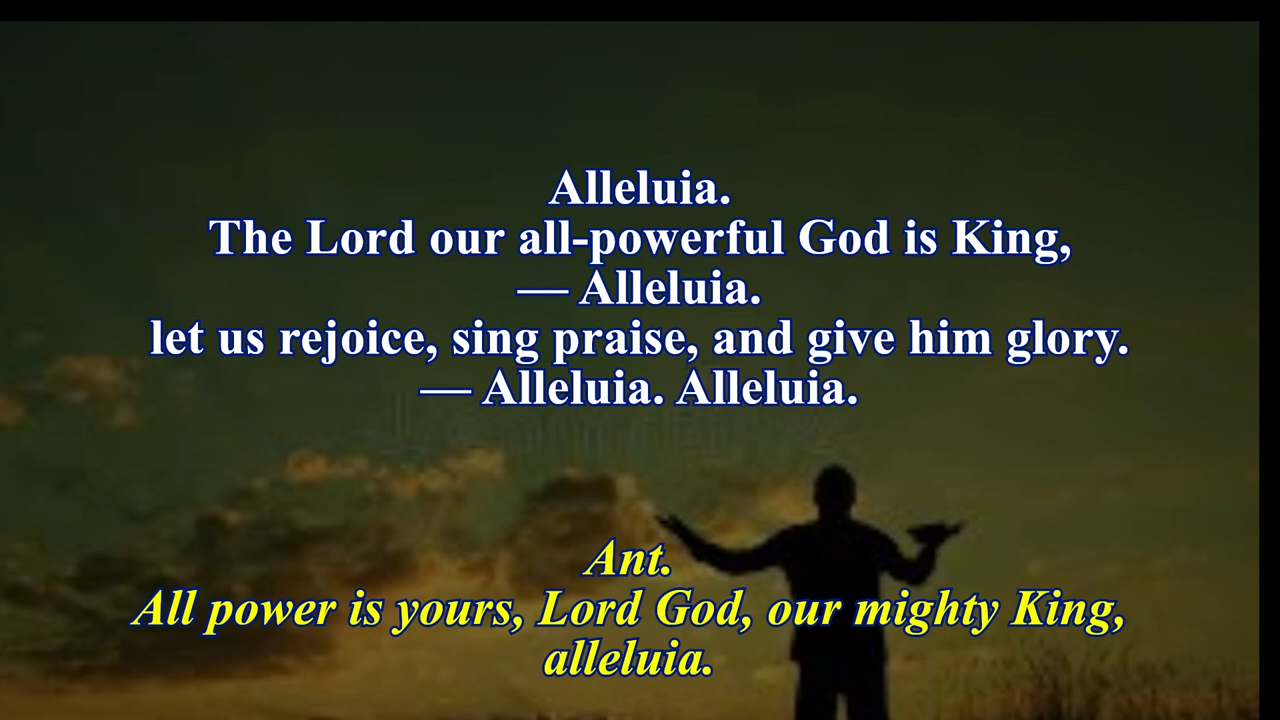 Alleluia.
The Lord our all-powerful God is King,
— Alleluia.
let us rejoice, sing praise, and give him glory.
— Alleluia. Alleluia.
Ant.
All power is yours, Lord God, our mighty King,
alleluia.